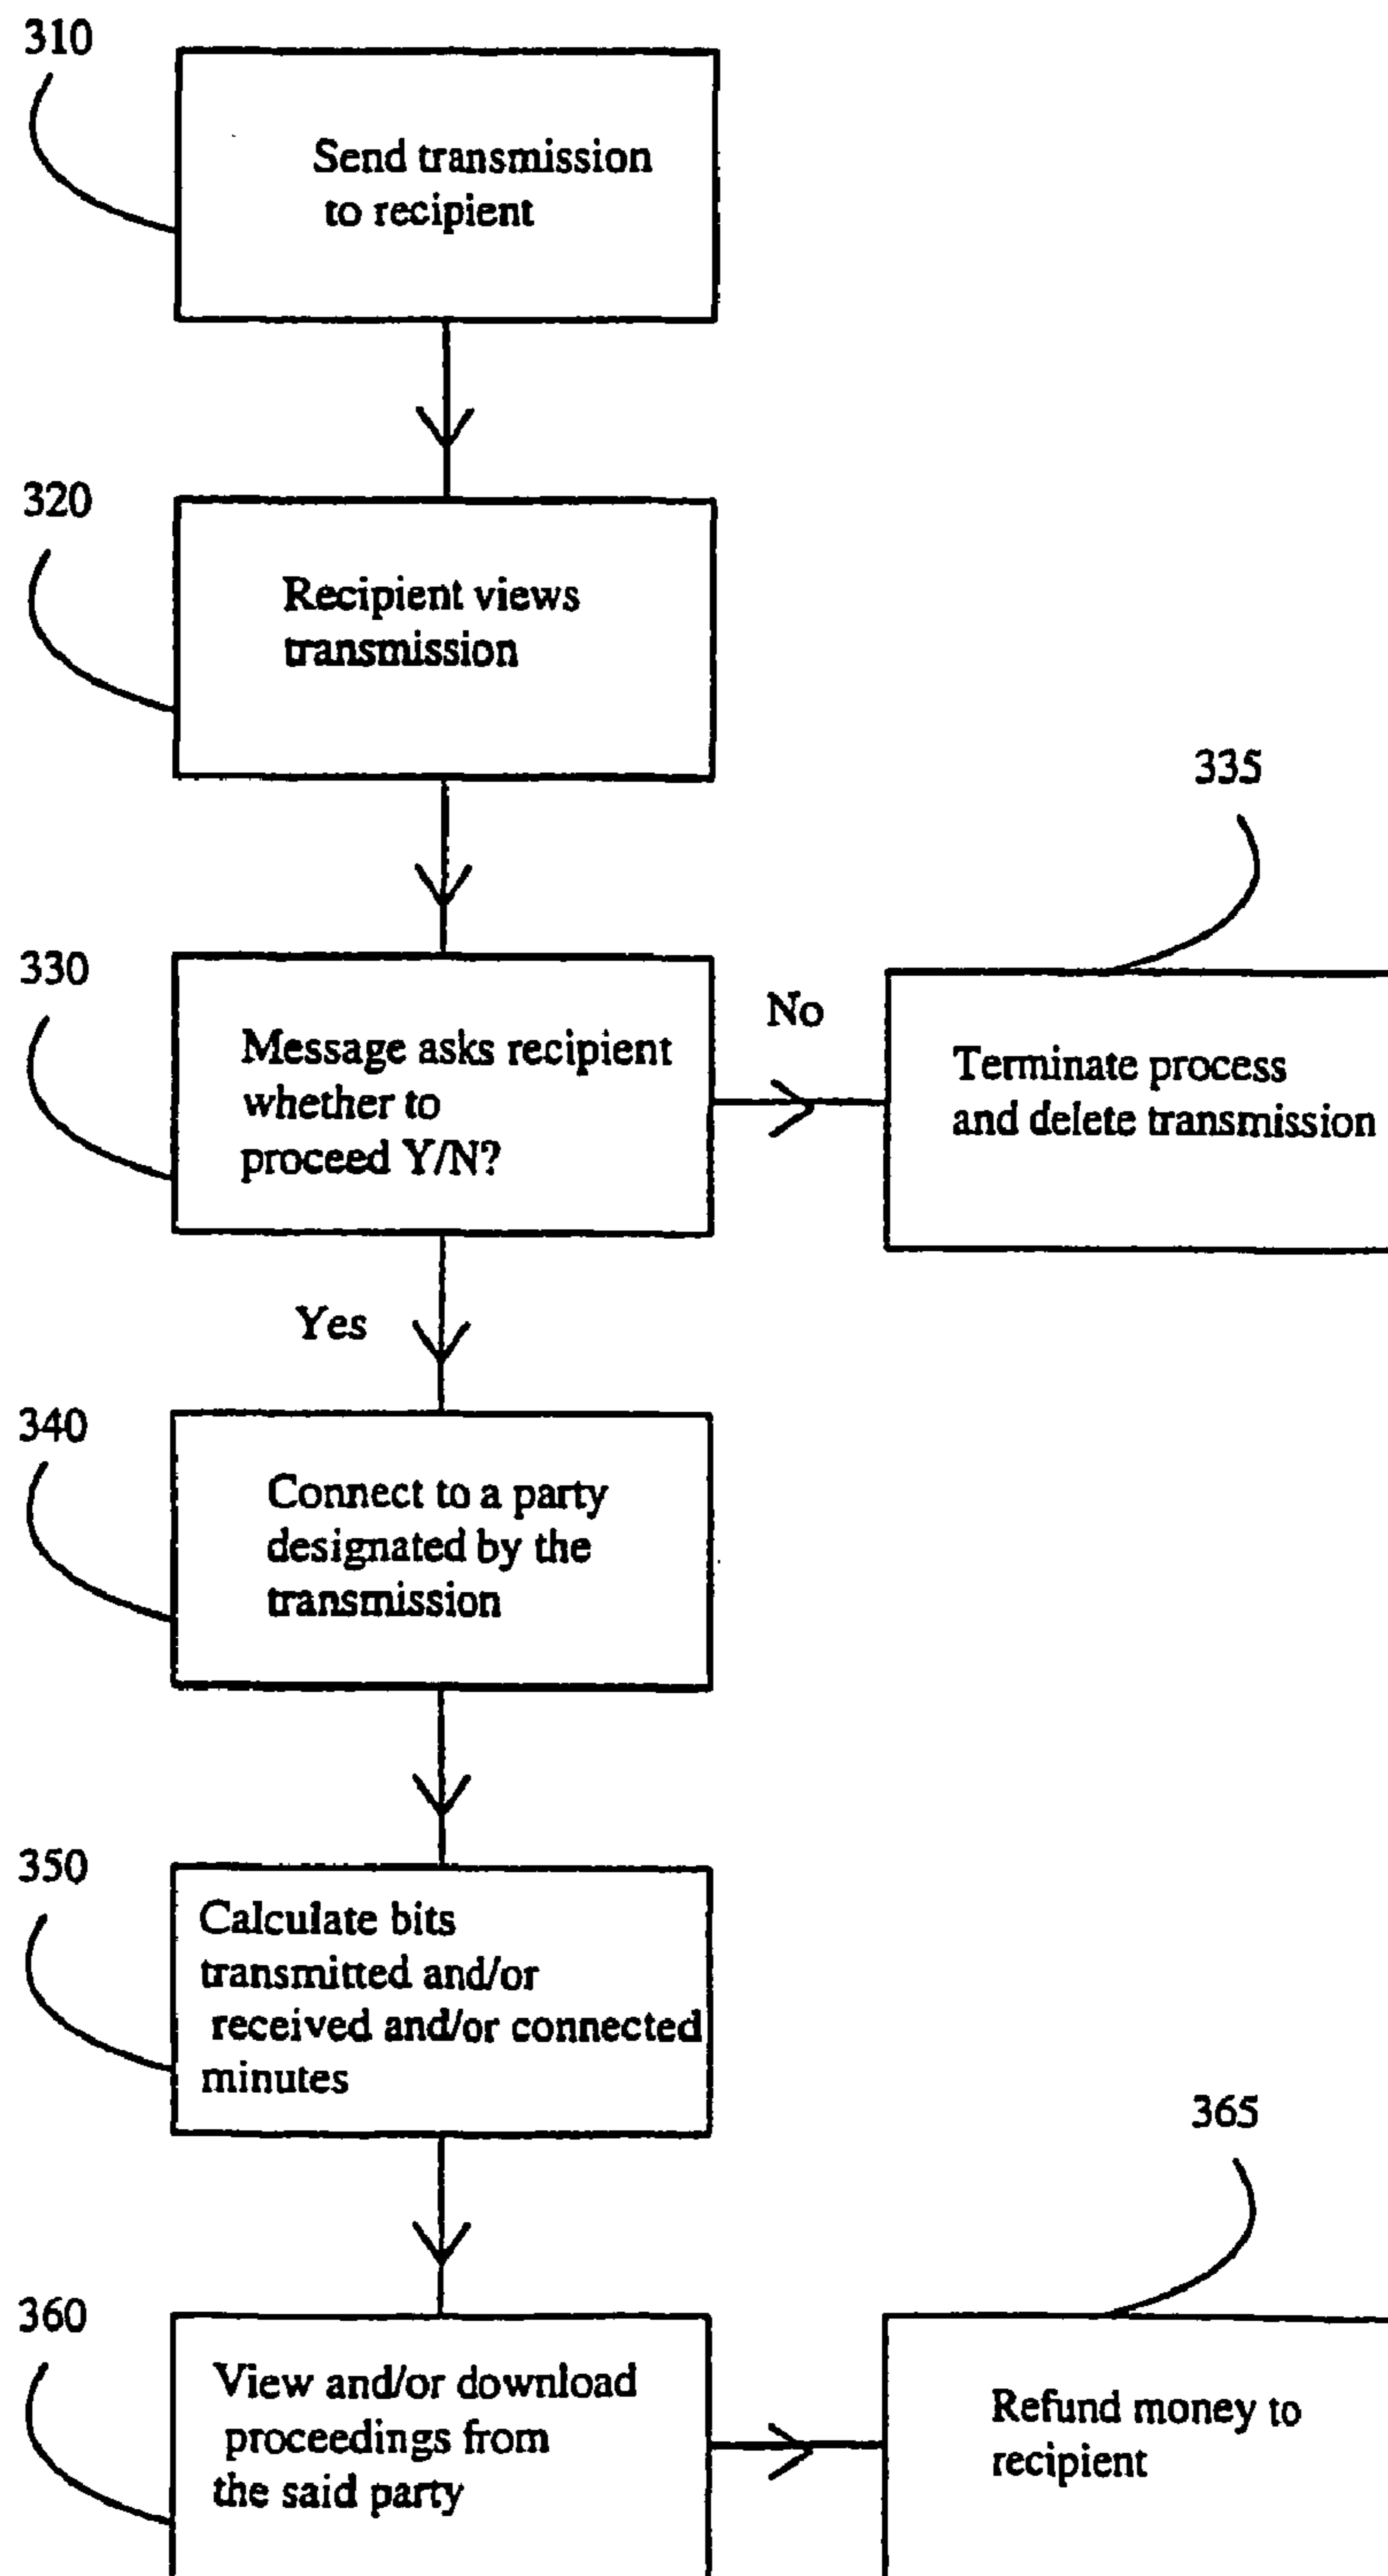 310
Send transmission
to recipient
320
Recipient views
transmission
335
330
Message asks recipient
whether to
proceed Y/N?
No
Terminate process
and delete transmission
Yes
340
Connect to a party
designated by the
transmission
350
Calculate bits
transmitted and/or
received and/or connected
minutes
365
360
View and/or download
proceedings from
the said party
Refund money to
recipient